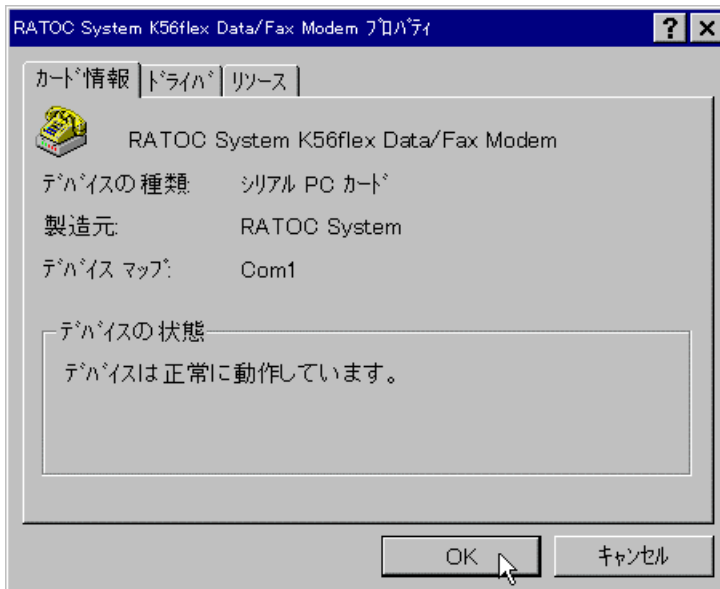 RATOC System K56flex Data/Fax Modem ﾌﾟﾛﾊﾟﾃｨ
ｶｰﾄﾞ情報 ﾄﾞﾗｲﾊﾞ ﾘｿｰｽ
RATOC System K56flex Data/Fax Modem
ﾃﾞﾊﾞｲｽの種類: ｼﾘｱﾙ PC ｶｰﾄﾞ
製造元: RATOC System
ﾃﾞﾊﾞｲｽ ﾏｯﾌﾟ: Com1
ﾃﾞﾊﾞｲｽの状態
ﾃﾞﾊﾞｲｽは正常に動作しています。
OK ｷｬﾝｾﾙ